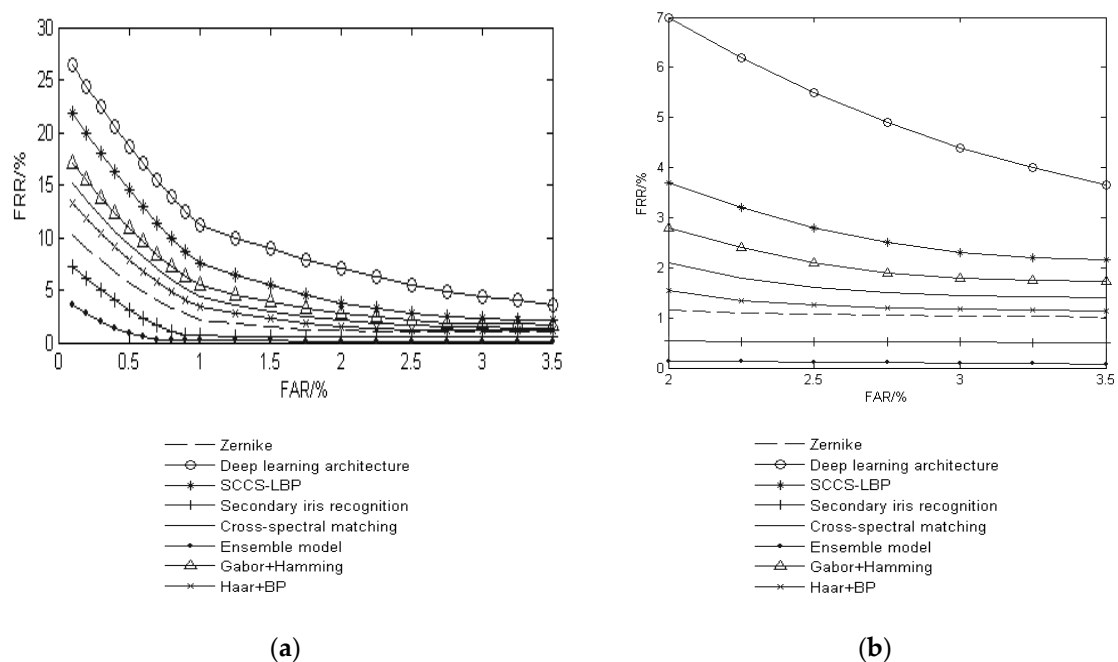 30
25
20
15
10
5
0
FRR/%
0 0.5 1 1.5 2 2.5 3 3.5
FAR/%
Zernike
Deep learning architecture
SCCS-LBP
Secondary iris recognition
Cross-spectral matching
Ensemble model
Gabor+Hamming
Haar+BP
(a)
7
6
5
4
3
2
1
0
FRR/%
2 2.5 3 3.5
FAR/%
Zernike
Deep learning architecture
SCCS-LBP
Secondary iris recognition
Cross-spectral matching
Ensemble model
Gabor+Hamming
Haar+BP
(b)